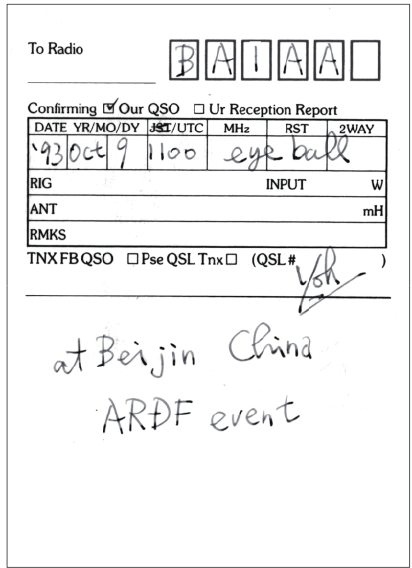 To Radio BA1AA
Confirming ☑ Our QSO ☐ Ur Reception Report
DATE YR/MO/DY JST/UTC MHz RST 2WAY
'93 Oct 9 1100 eye ball
RIG INPUT W
ANT mH
RMKS
TNX FB QSO ☐ Pse QSL Tnx ☐ (QSL# )
at Beijin China
ARDF event